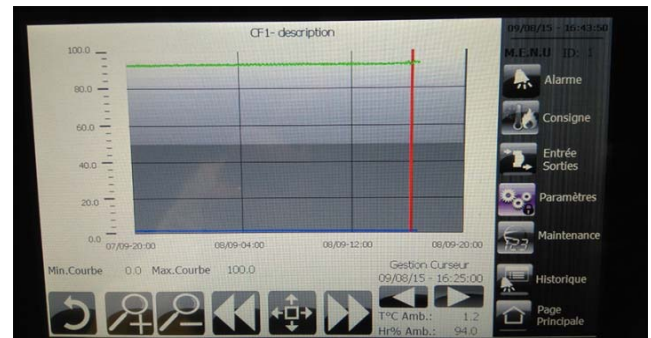 CF1- description
09/08/15 - 16:43:50
M.E.N.U ID: 1
100.0
80.0
60.0
40.0
20.0
0.0
07/09-20:00
08/09-04:00
08/09-12:00
08/09-20:00
Min.Courbe 0.0 Max.Courbe 100.0
Gestion Curseur
09/08/15 - 16:25:00
T°C Amb.: 1.2
Hr% Amb.: 94.0
Alarme
Consigne
Entrée
Sorties
Paramètres
Maintenance
123
Historique
Page
Principale